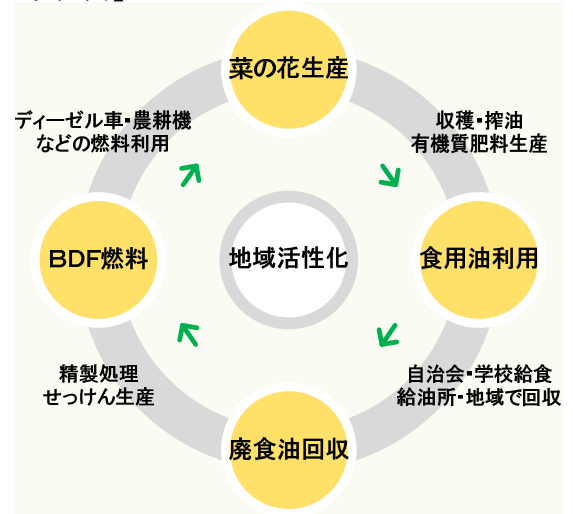 菜の花生産
ディーゼル車・農耕機
などの燃料利用
収穫・搾油
有機質肥料生産
BDF燃料
地域活性化
食用油利用
精製処理
せっけん生産
自治会・学校給食
給油所・地域で回収
廃食油回収